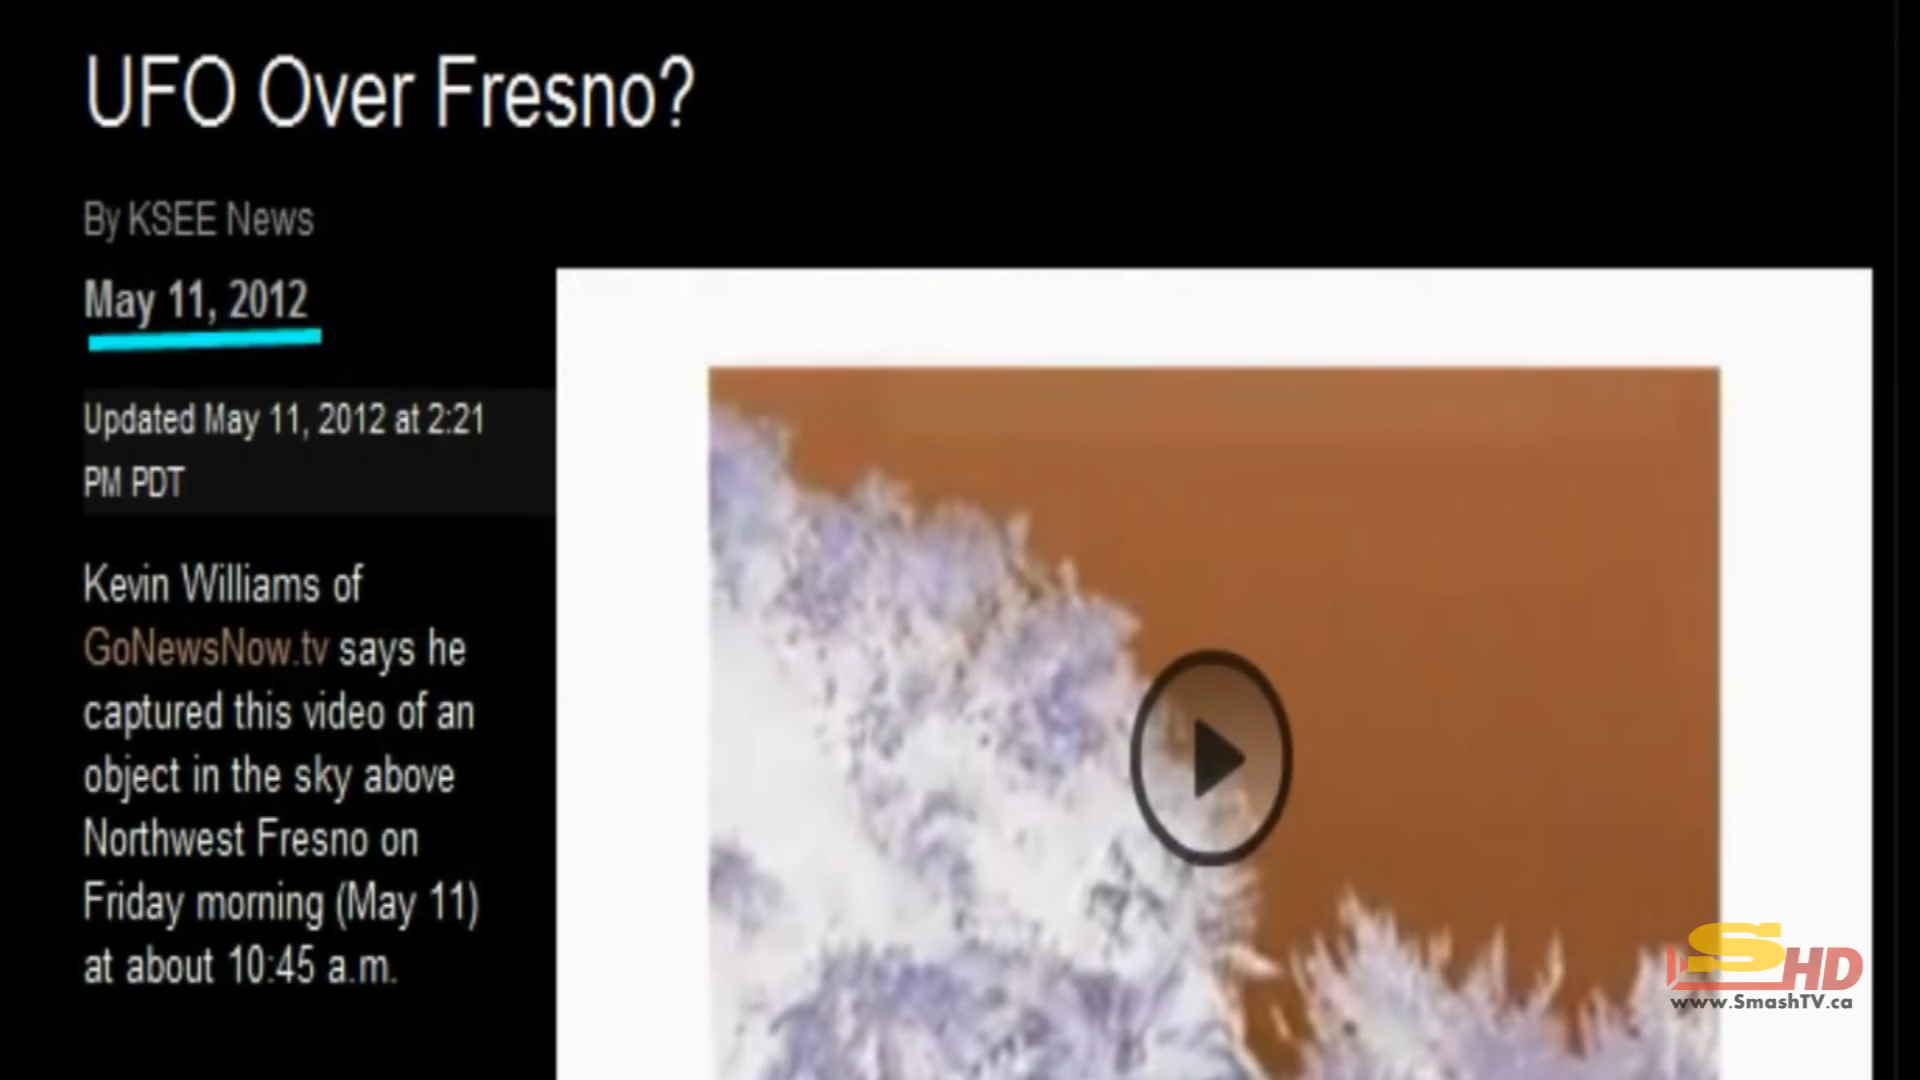 UFO Over Fresno?
By KSEE News
May 11, 2012
Updated May 11, 2012 at 2:21
PM PDT
Kevin Williams of
GoNewsNow.tv says he
captured this video of an
object in the sky above
Northwest Fresno on
Friday morning (May 11)
at about 10:45 a.m.
SHD
www.SmashTV.ca